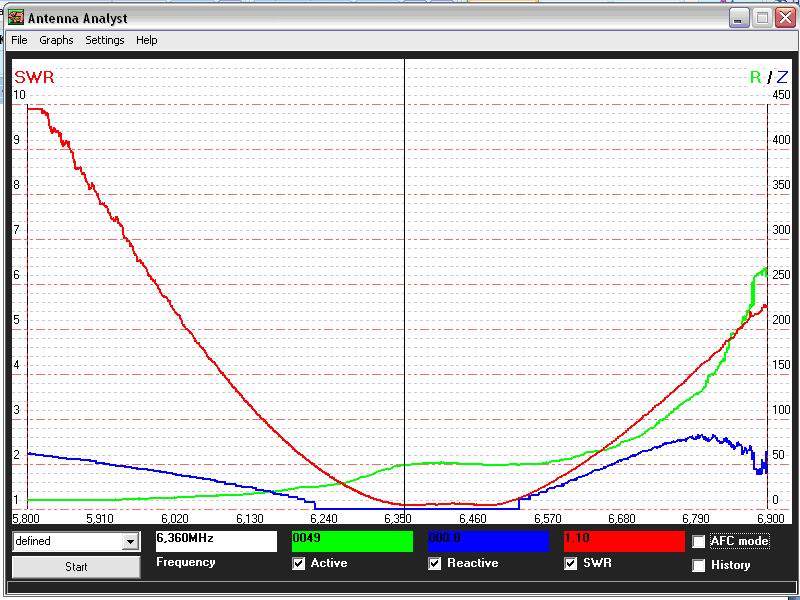 Antenna Analyst
File Graphs Settings Help
SWR R / Z
10 450
9 400
8 350
7 300
6 250
5 200
4 150
3 100
2 50
1 0
5,800 5,910 6,020 6,130 6,240 6,350 6,460 6,570 6,680 6,790 6,900
defined 6,360MHz 0049 000.0 1.10 AFC mode
Start Frequency Active Reactive SWR History